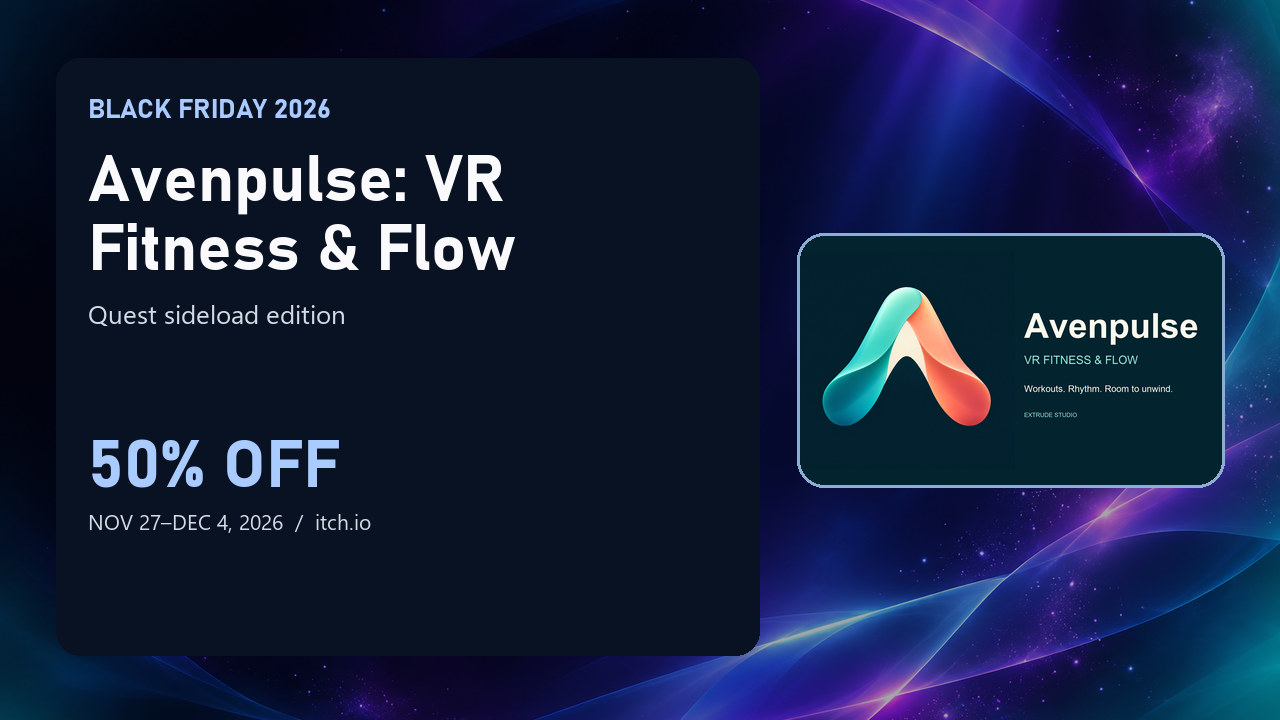 BLACK FRIDAY 2026
Avenpulse: VR
Fitness & Flow
Quest sideload edition
50% OFF
NOV 27–DEC 4, 2026 / itch.io
Avenpulse
VR FITNESS & FLOW
Workouts. Rhythm. Room to unwind.
EXTRUDE STUDIO